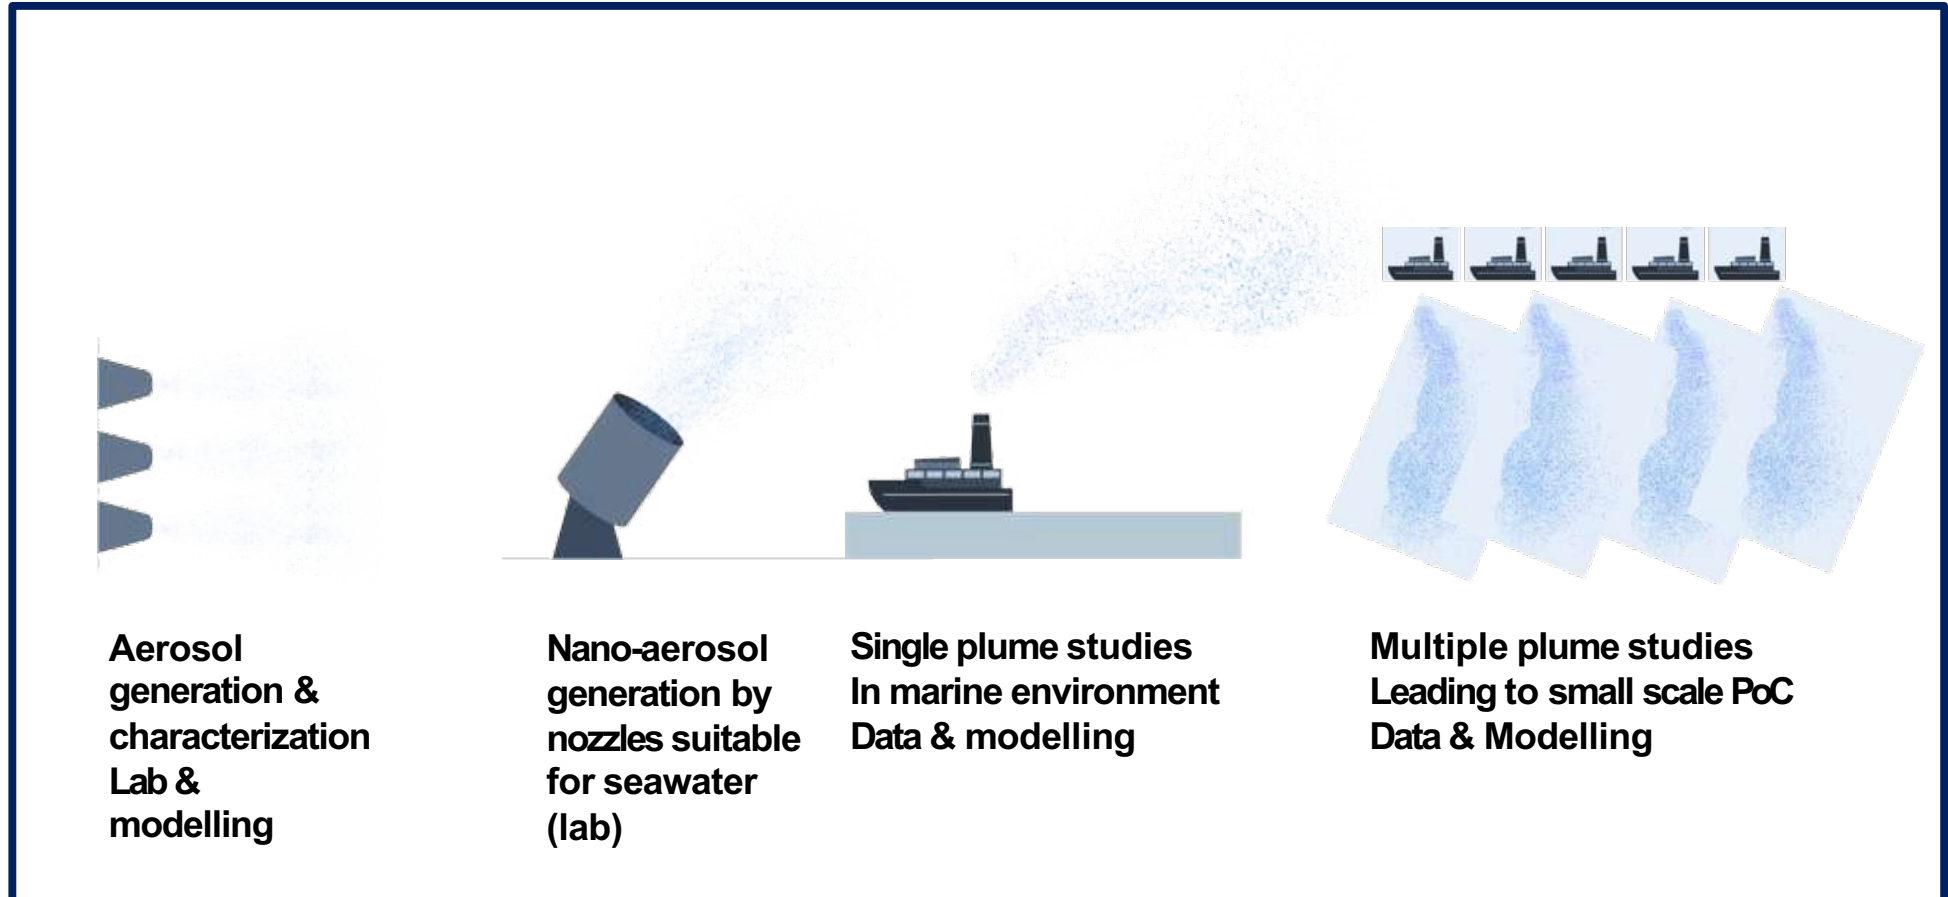 Aerosol
generation &
characterization
Lab &
modelling
Nano-aerosol
generation by
nozzles suitable
for seawater
(lab)
Single plume studies
In marine environment
Data & modelling
Multiple plume studies
Leading to small scale PoC
Data & Modelling